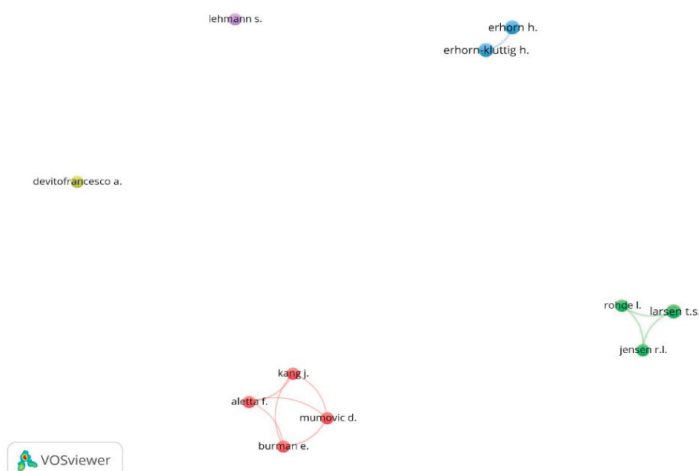 lehmann s.
erhorn h.
erhorn-kluttig h.
devitofrancesco a.
rohde l.
larsen t.s.
jensen r.l.
kang j.
aletta f.
mumovic d.
burman e.
VOSviewer